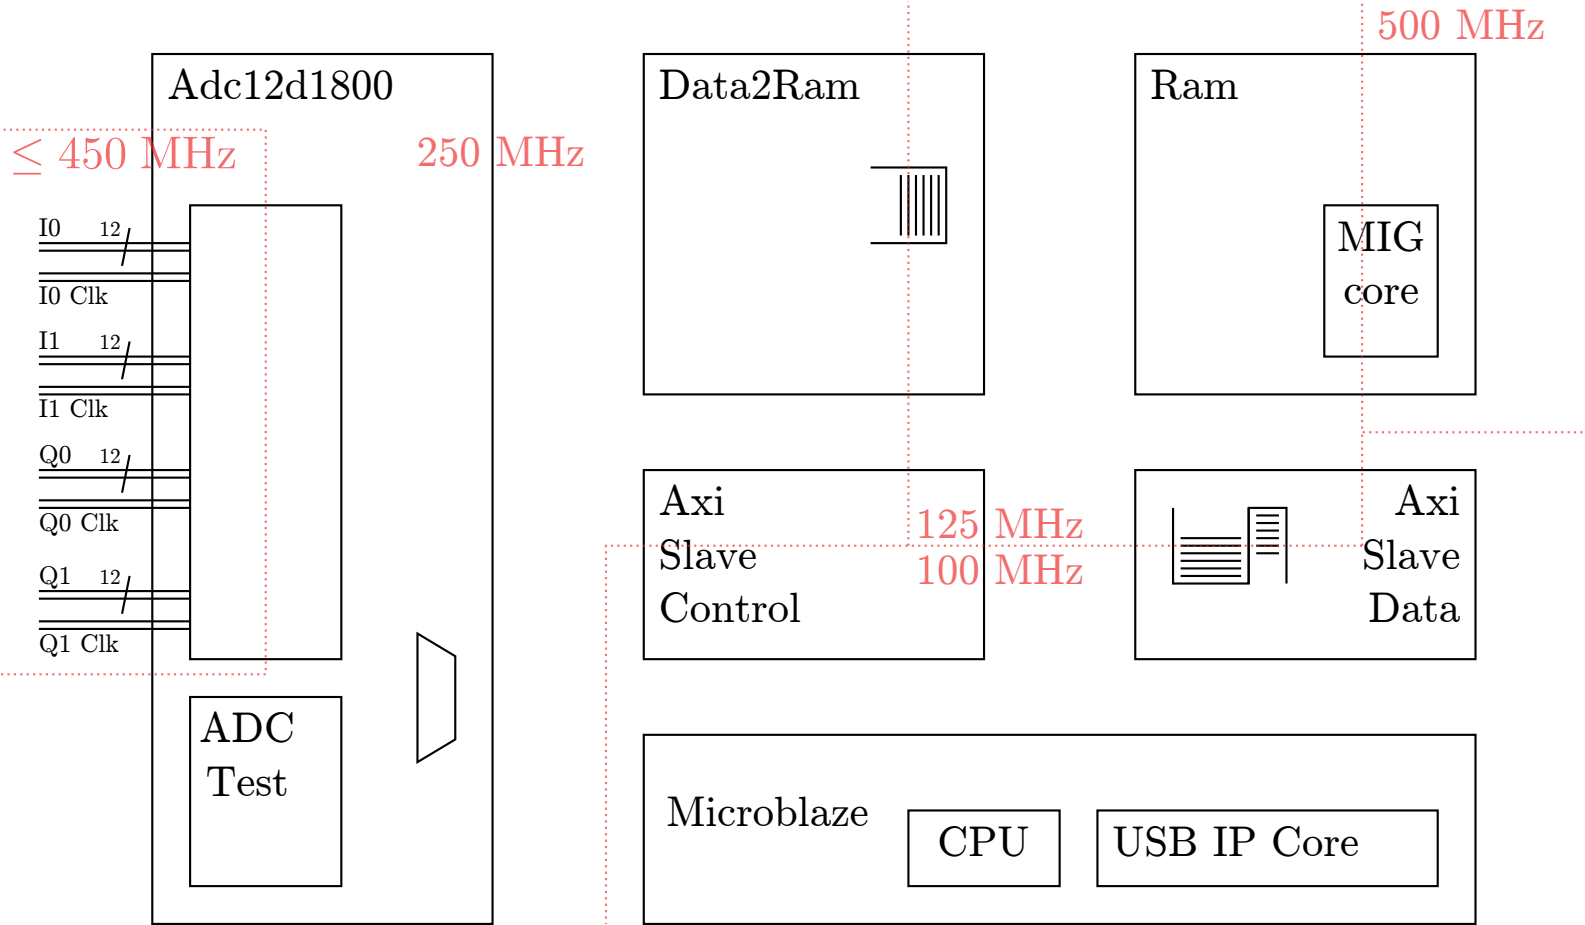 500 MHz
Adc12d1800
Data2Ram
Ram
≤ 450 MHz
250 MHz
I0 12
I0 Clk
I1 12
I1 Clk
Q0 12
Q0 Clk
Q1 12
Q1 Clk
MIG
core
Axi
Slave
Control
125 MHz
100 MHz
Axi
Slave
Data
ADC
Test
Microblaze
CPU
USB IP Core